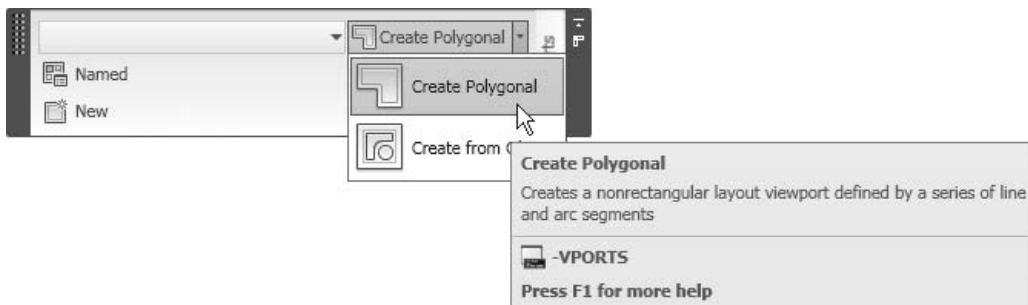 Create Polygonal
Named
New
Create Polygonal
Create from
Create Polygonal
Creates a nonrectangular layout viewport defined by a series of line
and arc segments
-VPORTS
Press F1 for more help